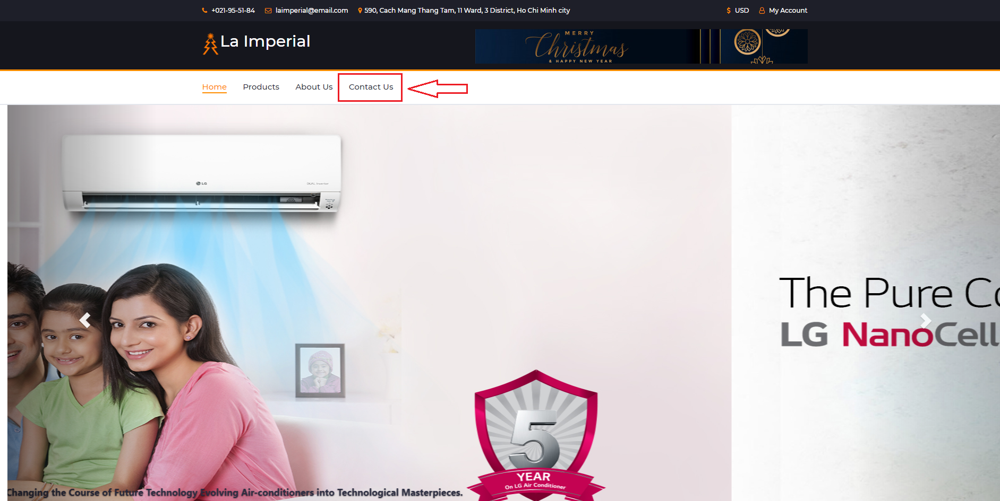 +021-95-51-84 laimperial@email.com 590, Cach Mang Thang Tam, 11 Ward, 3 District, Ho Chi Minh city $ USD My Account
La Imperial
MERRY
Christmas
& HAPPY NEW YEAR
Home Products About Us Contact Us
LG DUAL Inverter
The Pure Co
LG NanoCell
5
YEAR
On LG Air Conditioner
Changing the Course of Future Technology Evolving Air-conditioners into Technological Masterpieces.